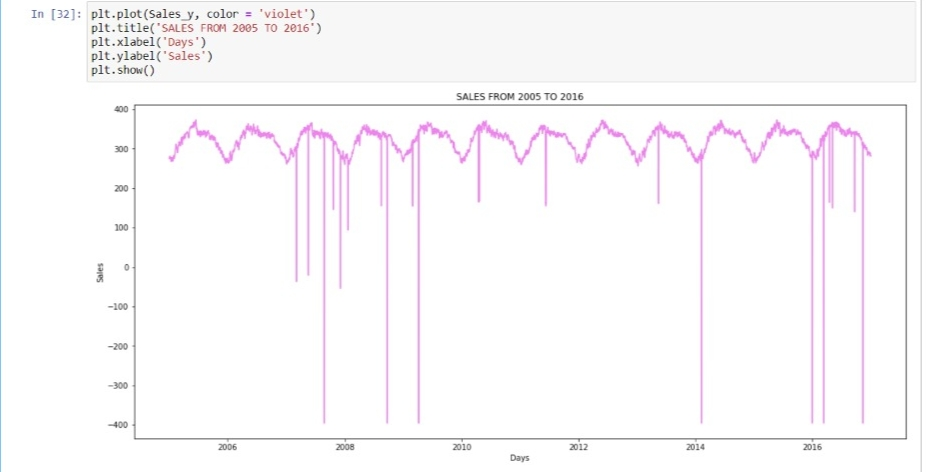 In [32]: plt.plot(Sales_y, color = 'violet')
plt.title('SALES FROM 2005 TO 2016')
plt.xlabel('Days')
plt.ylabel('Sales')
plt.show()
SALES FROM 2005 TO 2016
400
300
200
100
0
−100
−200
−300
−400
Sales
2006 2008 2010 2012 2014 2016
Days